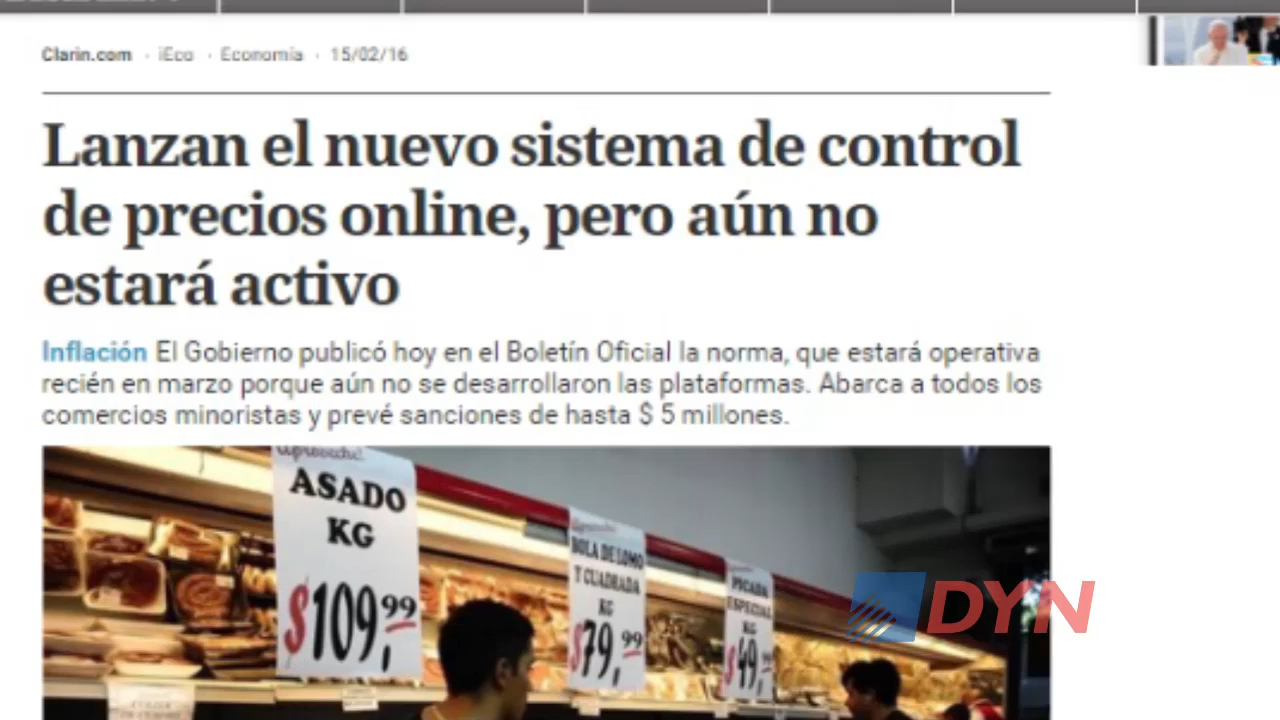 Clarin.com · iEco · Economía · 15/02/16
Lanzan el nuevo sistema de control
de precios online, pero aún no
estará activo
Inflación El Gobierno publicó hoy en el Boletín Oficial la norma, que estará operativa
recién en marzo porque aún no se desarrollaron las plataformas. Abarca a todos los
comercios minoristas y prevé sanciones de hasta $ 5 millones.
Aproveche!
ASADO
KG
$109,99
BOLA DE LOMO
Y CUADRADA
KG
$79,99
PICADA
ESPECIAL
KG
$49,99
DYN